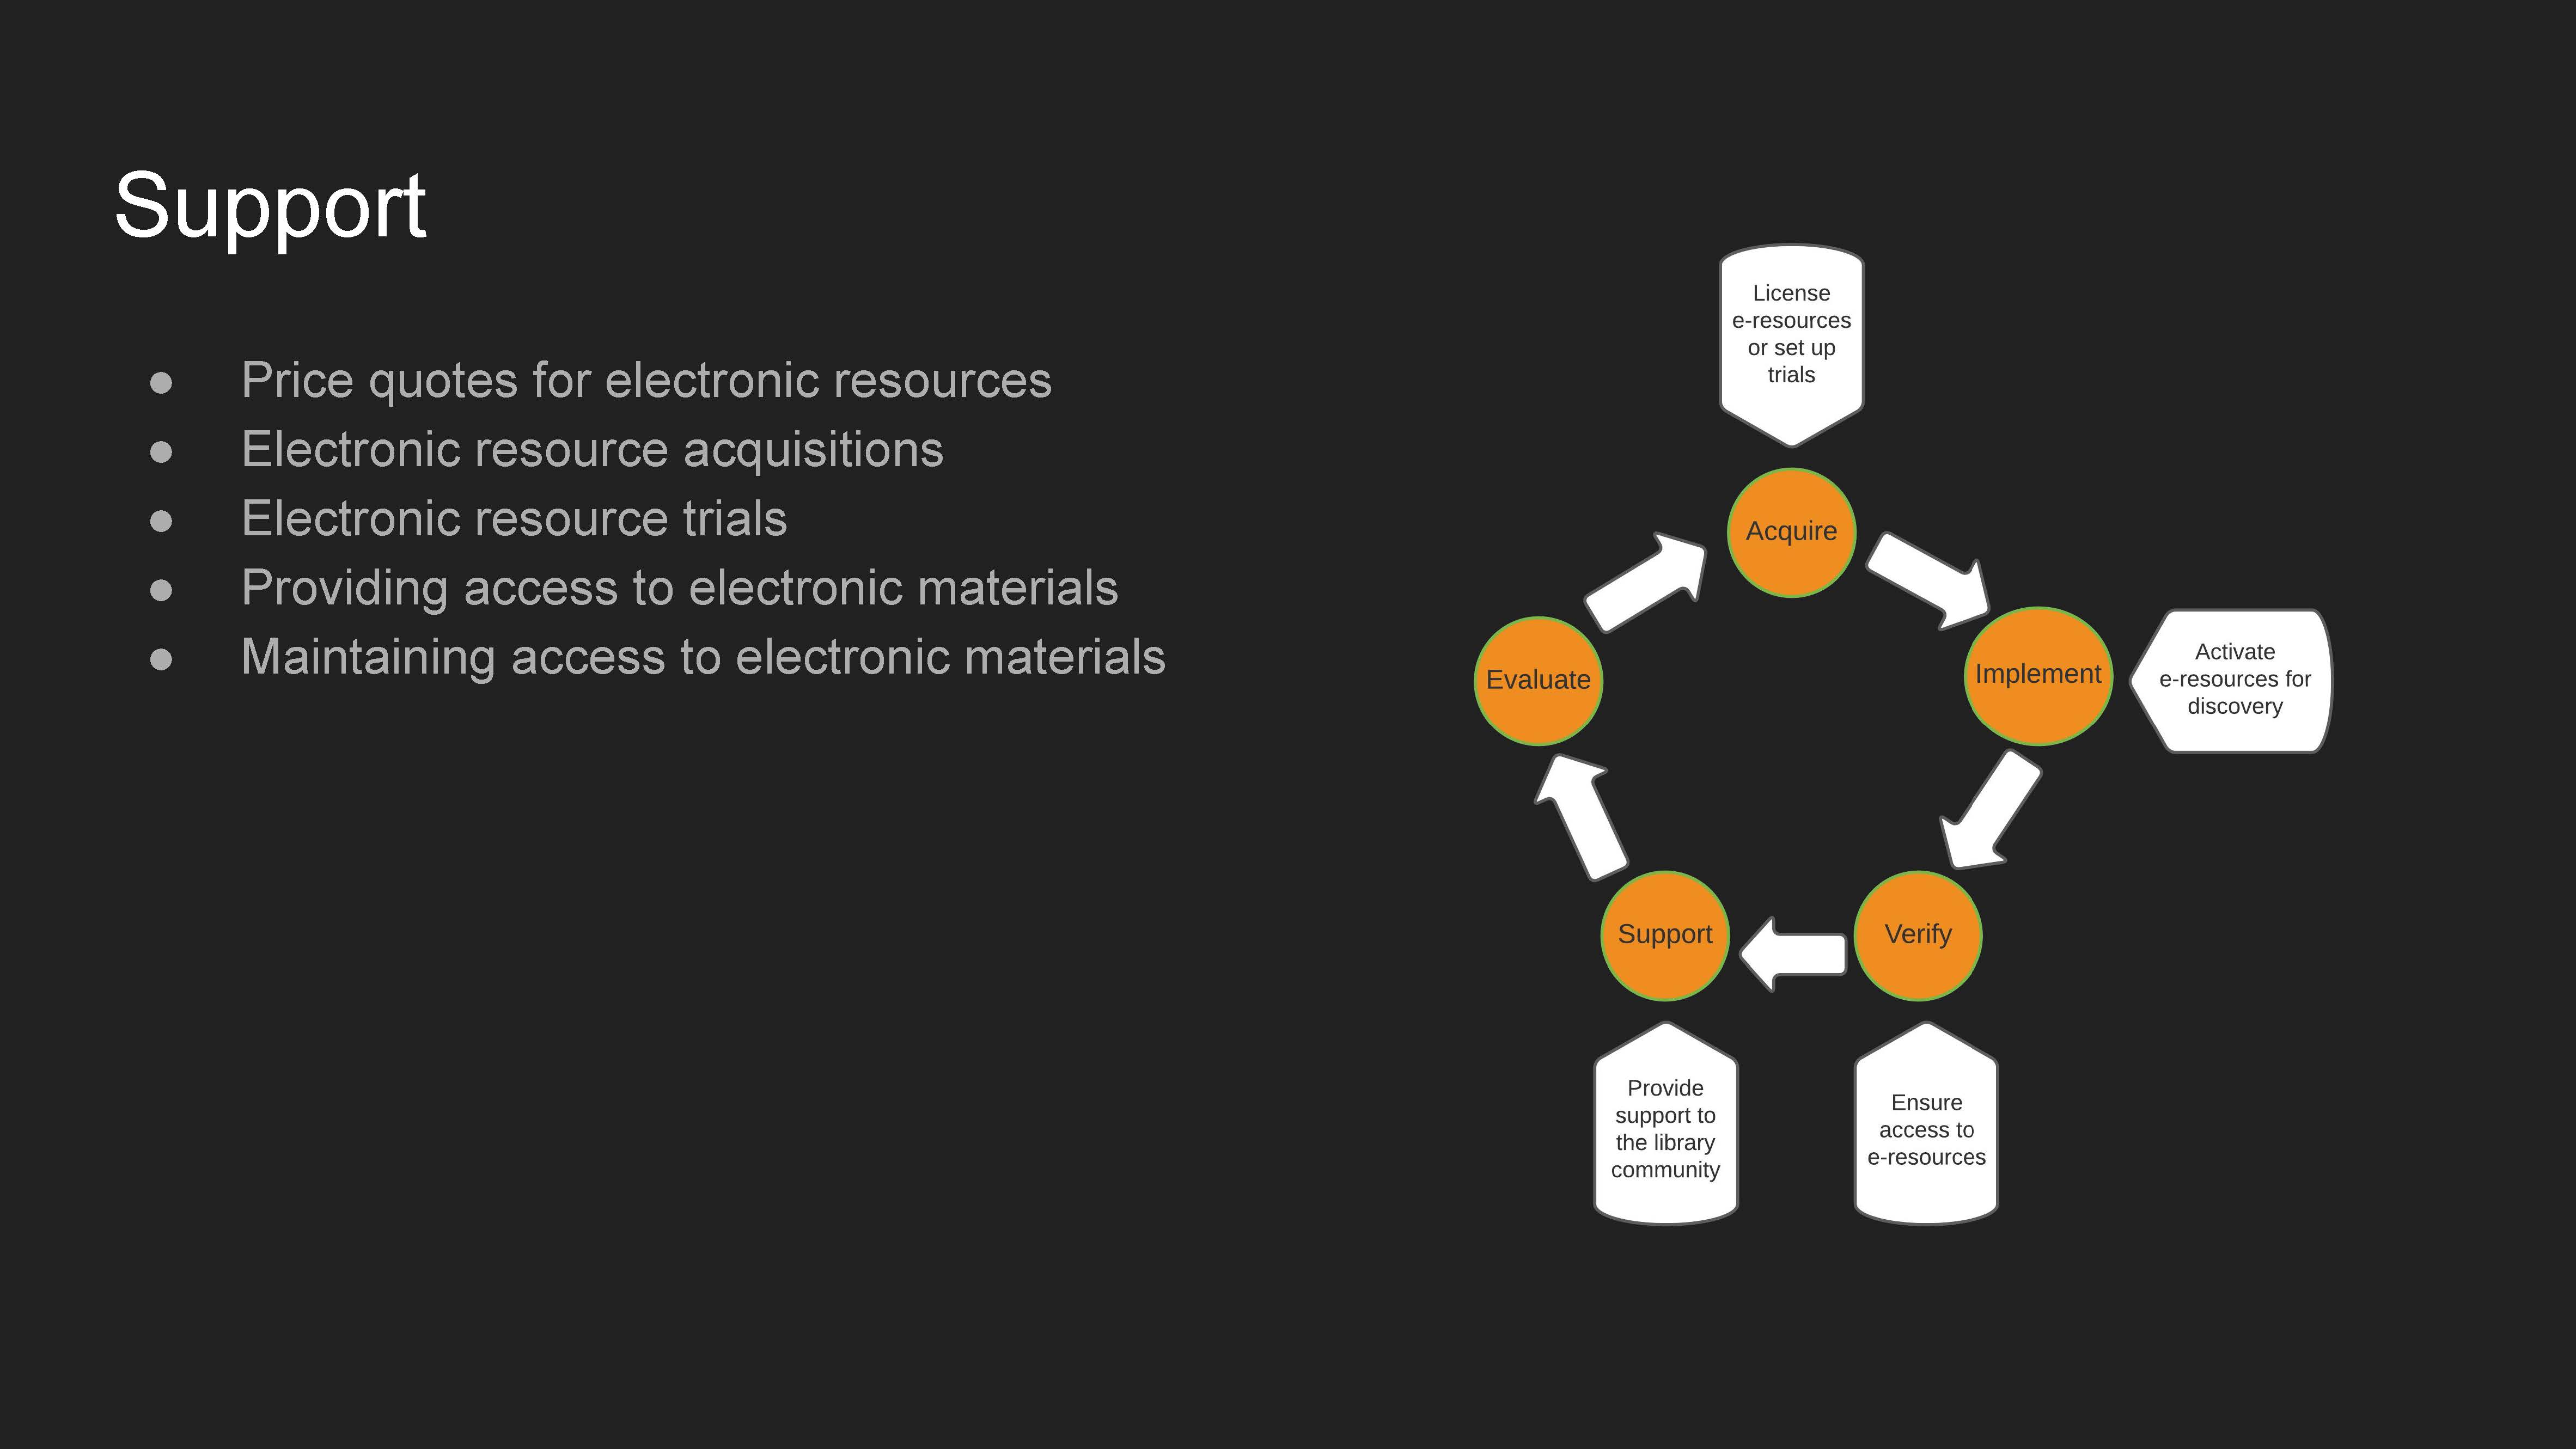 Support
● Price quotes for electronic resources
● Electronic resource acquisitions
● Electronic resource trials
● Providing access to electronic materials
● Maintaining access to electronic materials
License
e-resources
or set up
trials
Acquire
Implement
Activate
e-resources for
discovery
Evaluate
Support
Verify
Provide
support to
the library
community
Ensure
access to
e-resources